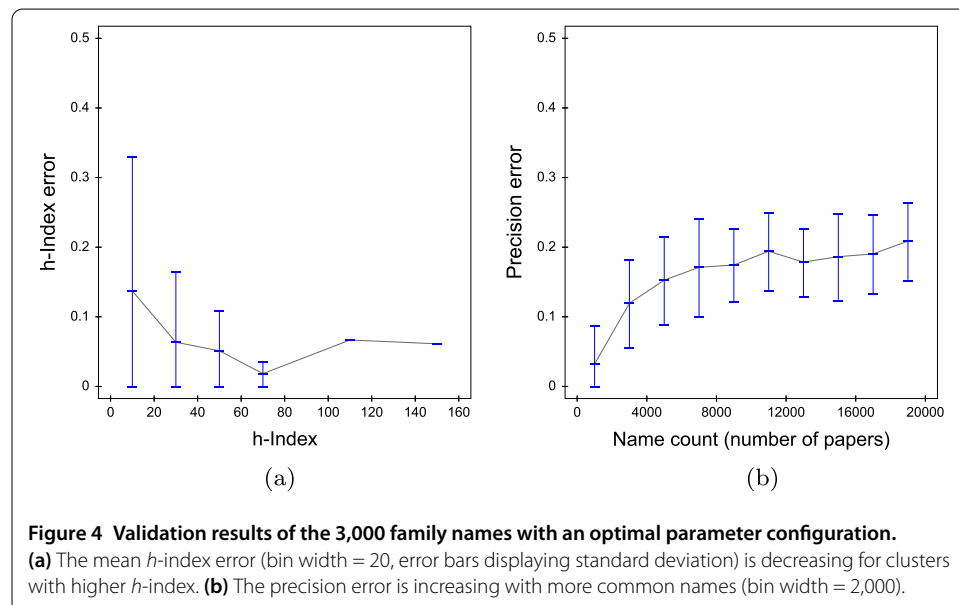 0.5
0.4
0.3
0.2
0.1
0
h-Index error
0 20 40 60 80 100 120 140 160
h-Index
(a)
0.5
0.4
0.3
0.2
0.1
0
Precision error
0 4000 8000 12000 16000 20000
Name count (number of papers)
(b)
Figure 4 Validation results of the 3,000 family names with an optimal parameter configuration.
(a) The mean h-index error (bin width = 20, error bars displaying standard deviation) is decreasing for clusters
with higher h-index. (b) The precision error is increasing with more common names (bin width = 2,000).